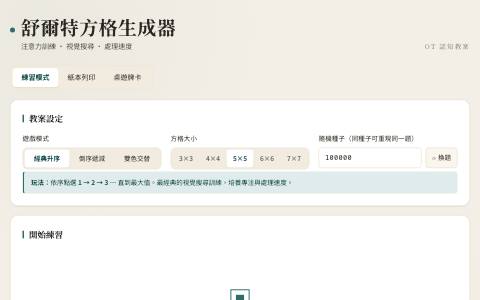 舒爾特方格生成器
注意力訓練・視覺搜尋・處理速度
OT 認知教案
練習模式 紙本列印 桌遊牌卡
教案設定
遊戲模式 方格大小 隨機種子（同種子可重現同一題）
經典升序 倒序遞減 雙色交替 3×3 4×4 5×5 6×6 7×7 100000 換題
玩法：依序點選 1 → 2 → 3 … 直到最大值。最經典的視覺搜尋訓練，培養專注與處理速度。
開始練習